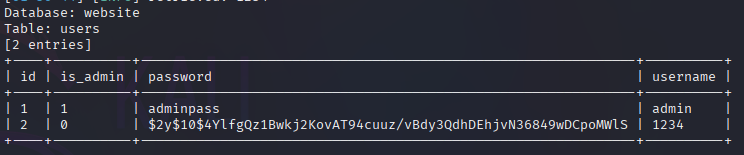 Database: website
Table: users
[2 entries]
+----+----------+--------------------------------------------------------------+----------+
| id | is_admin | password | username |
+----+----------+--------------------------------------------------------------+----------+
| 1 | 1 | adminpass | admin |
| 2 | 0 | $2y$10$4YlfgQz1Bwkj2KovAT94cuuz/vBdy3QdhDEhjvN36849wDCpoMWlS | 1234 |
+----+----------+--------------------------------------------------------------+----------+